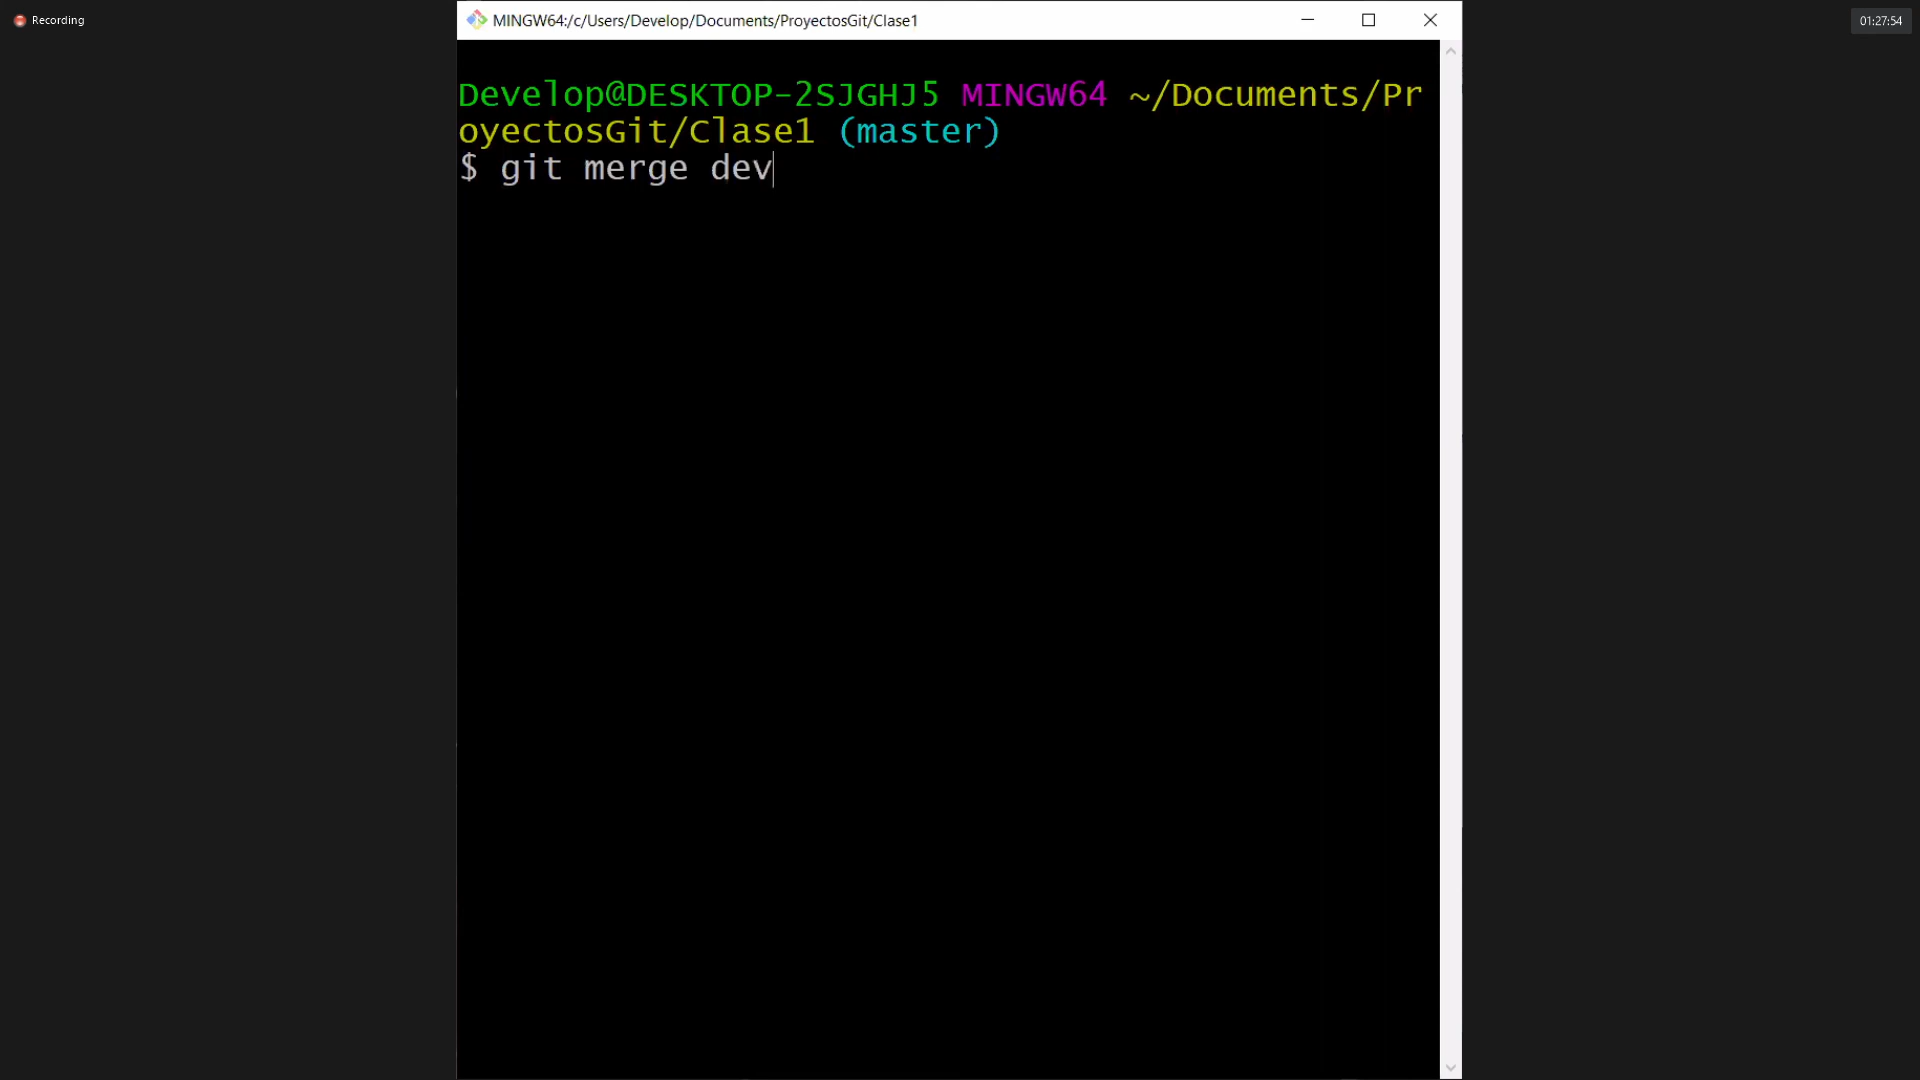 Recording
MINGW64:/c/Users/Develop/Documents/ProyectosGit/Clase1
01:27:54
Develop@DESKTOP-2SJGHJ5 MINGW64 ~/Documents/Pr
oyectosGit/Clase1 (master)
$ git merge dev